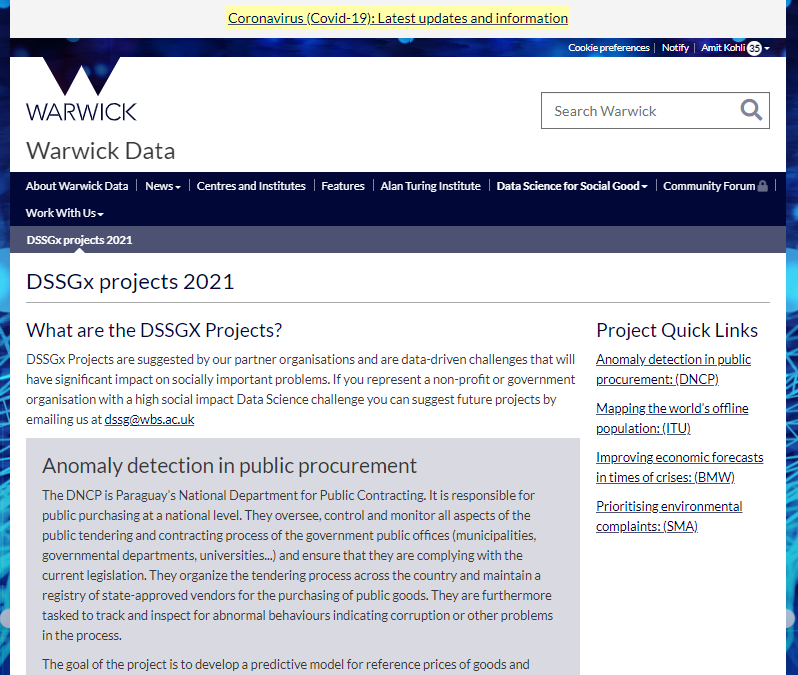 Coronavirus (Covid-19): Latest updates and information
Cookie preferences Notify Amit Kohli 35
WARWICK
Search Warwick
Warwick Data
About Warwick Data News Centres and Institutes Features Alan Turing Institute Data Science for Social Good Community Forum
Work With Us
DSSGx projects 2021
DSSGx projects 2021
What are the DSSGX Projects?
DSSGx Projects are suggested by our partner organisations and are data-driven challenges that will
have significant impact on socially important problems. If you represent a non-profit or government
organisation with a high social impact Data Science challenge you can suggest future projects by
emailing us at dssg@wbs.ac.uk
Anomaly detection in public procurement
The DNCP is Paraguay's National Department for Public Contracting. It is responsible for
public purchasing at a national level. They oversee, control and monitor all aspects of the
public tendering and contracting process of the government public offices (municipalities,
governmental departments, universities...) and ensure that they are complying with the
current legislation. They organize the tendering process across the country and maintain a
registry of state-approved vendors for the purchasing of public goods. They are furthermore
tasked to track and inspect for abnormal behaviours indicating corruption or other problems
in the process.
The goal of the project is to develop a predictive model for reference prices of goods and
Project Quick Links
Anomaly detection in public
procurement: (DNCP)
Mapping the world's offline
population: (ITU)
Improving economic forecasts
in times of crises: (BMW)
Prioritising environmental
complaints: (SMA)